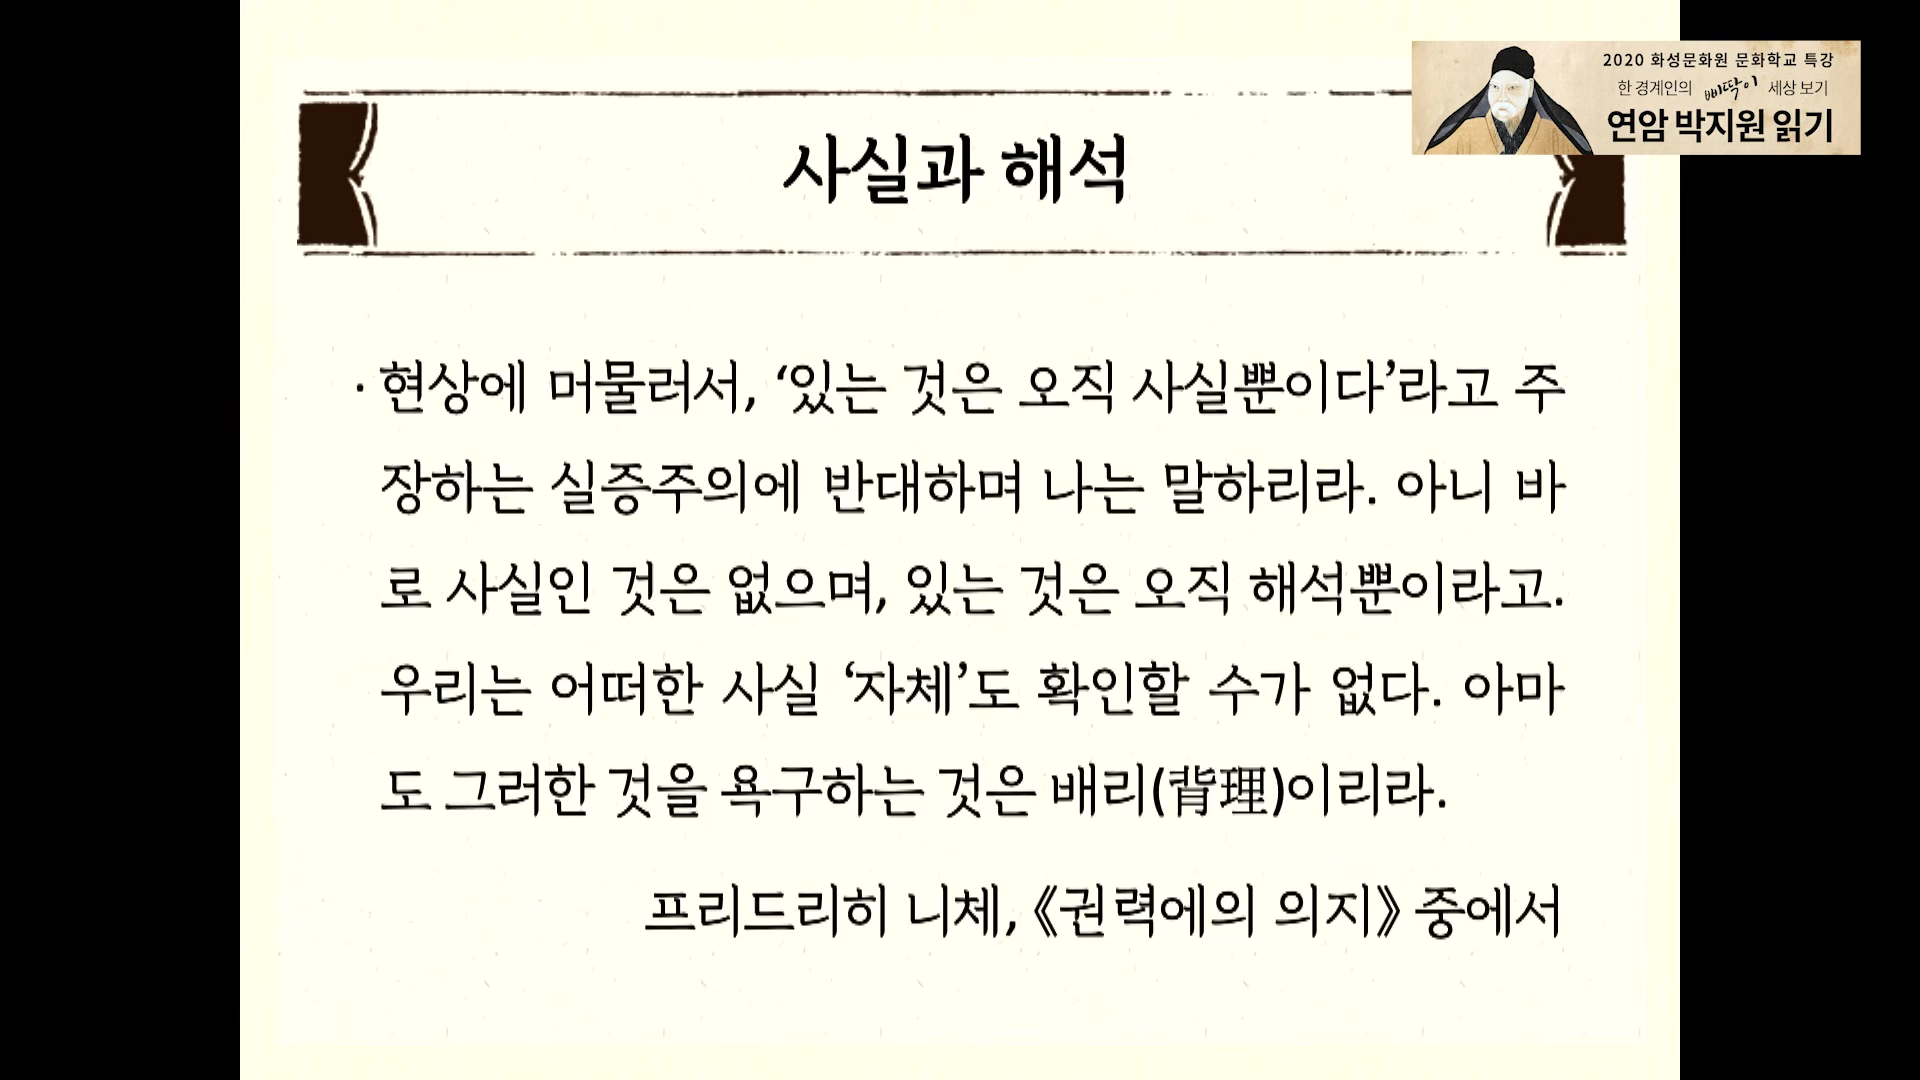 2020 화성문화원 문화학교 특강
한 경계인의 삐딱이 세상 보기
연암 박지원 읽기
사실과 해석
· 현상에 머물러서, ‘있는 것은 오직 사실뿐이다’라고 주
장하는 실증주의에 반대하며 나는 말하리라. 아니 바
로 사실인 것은 없으며, 있는 것은 오직 해석뿐이라고.
우리는 어떠한 사실 ‘자체’도 확인할 수가 없다. 아마
도 그러한 것을 욕구하는 것은 배리(背理)이리라.
프리드리히 니체, 《권력에의 의지》 중에서